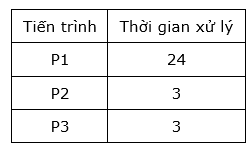 Tiến trình Thời gian xử lý
P1 24
P2 3
P3 3